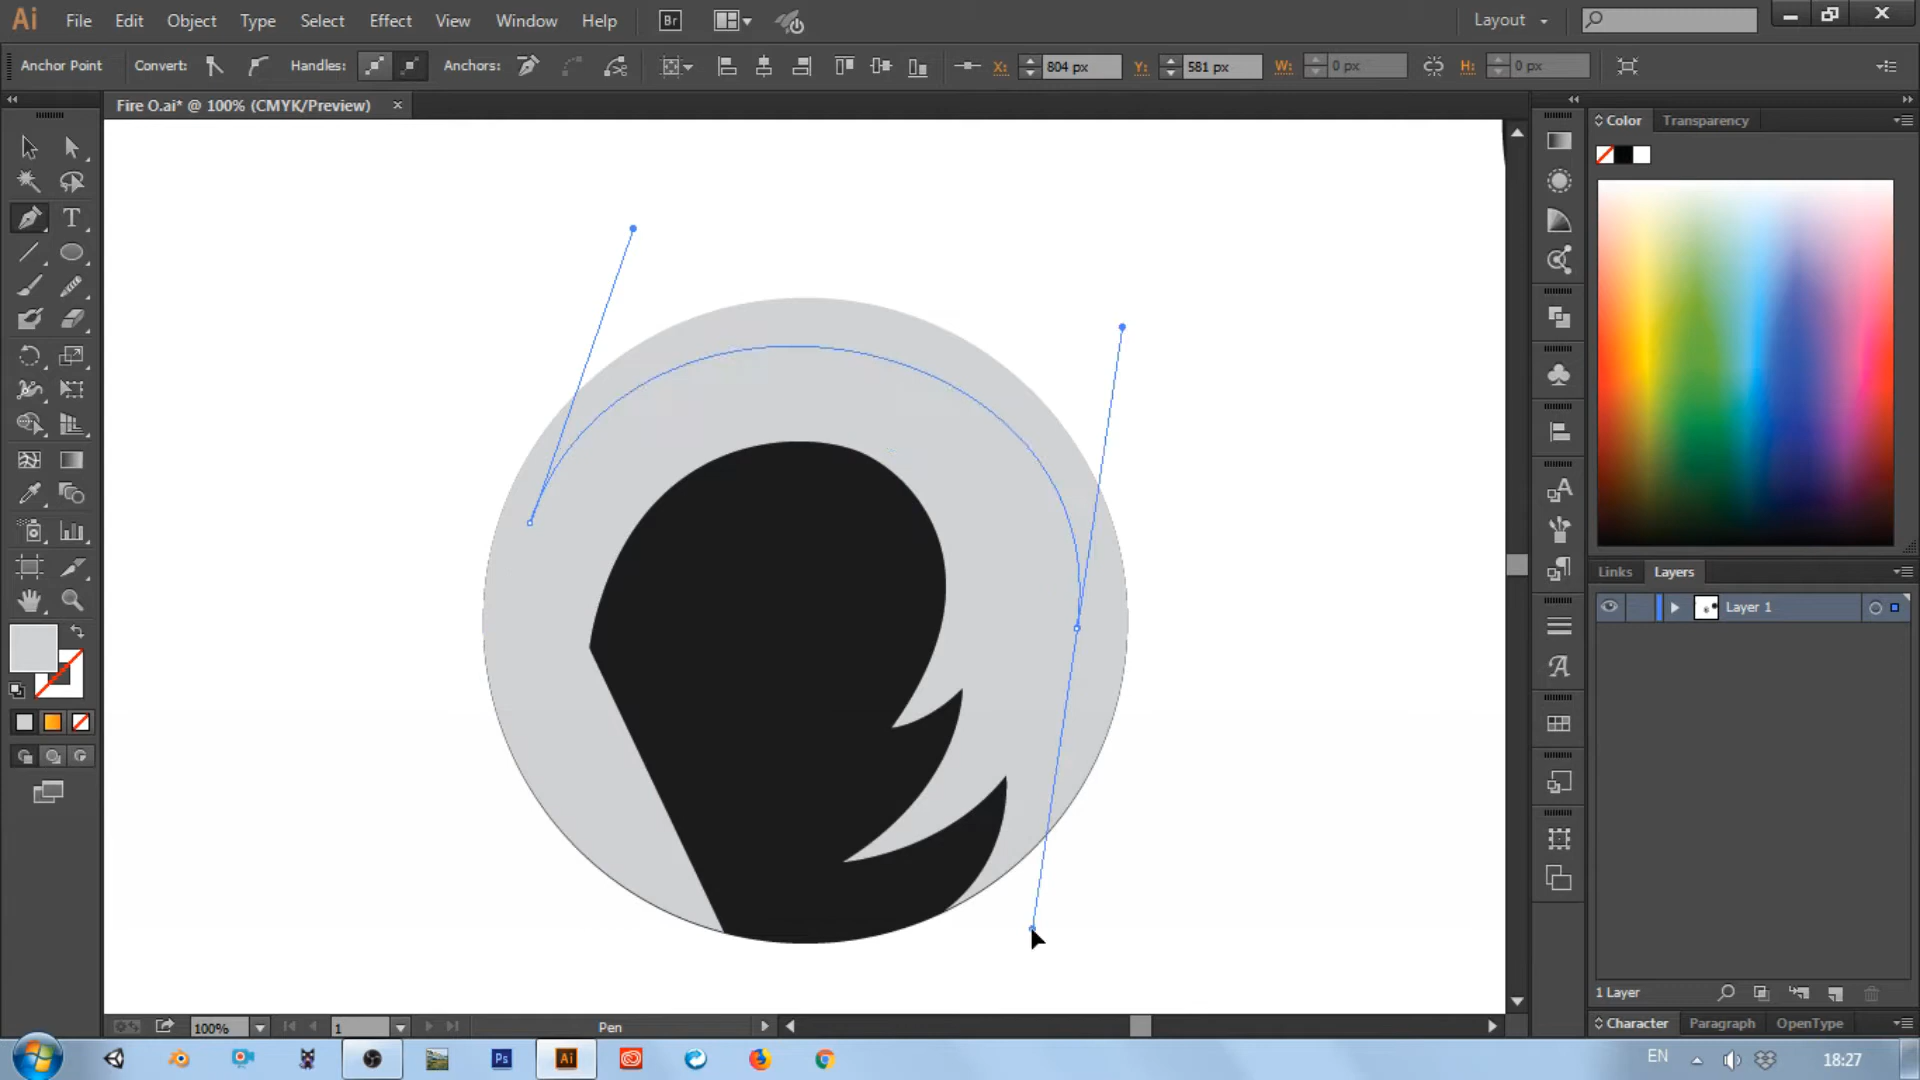 Ai File Edit Object Type Select Effect View Window Help Br Layout
Anchor Point Convert: Handles: Anchors: X: 804 px Y: 581 px W: 0 px H: 0 px
Fire O.ai* @ 100% (CMYK/Preview)
Color Transparency
T
Links Layers
Layer 1
1 Layer
100% 1 Pen
Character Paragraph OpenType
Ps Ai EN 18:27